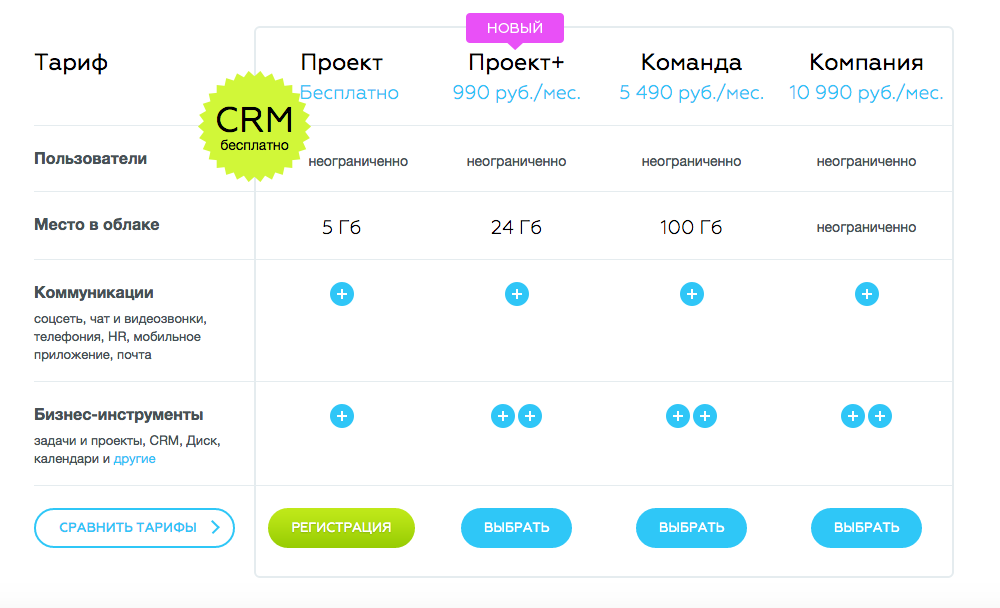 НОВЫЙ
Тариф Проект Проект+ Команда Компания
Бесплатно 990 руб./мес. 5 490 руб./мес. 10 990 руб./мес.
CRM
бесплатно
Пользователи неограниченно неограниченно неограниченно неограниченно
Место в облаке 5 Гб 24 Гб 100 Гб неограниченно
Коммуникации + + + +
соцсеть, чат и видеозвонки,
телефония, HR, мобильное
приложение, почта
Бизнес-инструменты + ++ ++ ++
задачи и проекты, CRM, Диск,
календари и другие
СРАВНИТЬ ТАРИФЫ РЕГИСТРАЦИЯ ВЫБРАТЬ ВЫБРАТЬ ВЫБРАТЬ